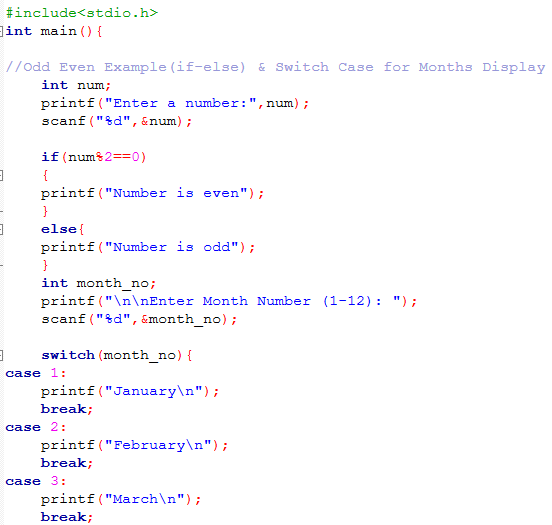 #include<stdio.h>
int main(){
//Odd Even Example(if-else) & Switch Case for Months Display
int num;
printf("Enter a number:",num);
scanf("%d",&num);
if(num%2==0)
{
printf("Number is even");
}
else{
printf("Number is odd");
}
int month_no;
printf("\n\nEnter Month Number (1-12): ");
scanf("%d",&month_no);
switch(month_no){
case 1:
printf("January\n");
break;
case 2:
printf("February\n");
break;
case 3:
printf("March\n");
break;